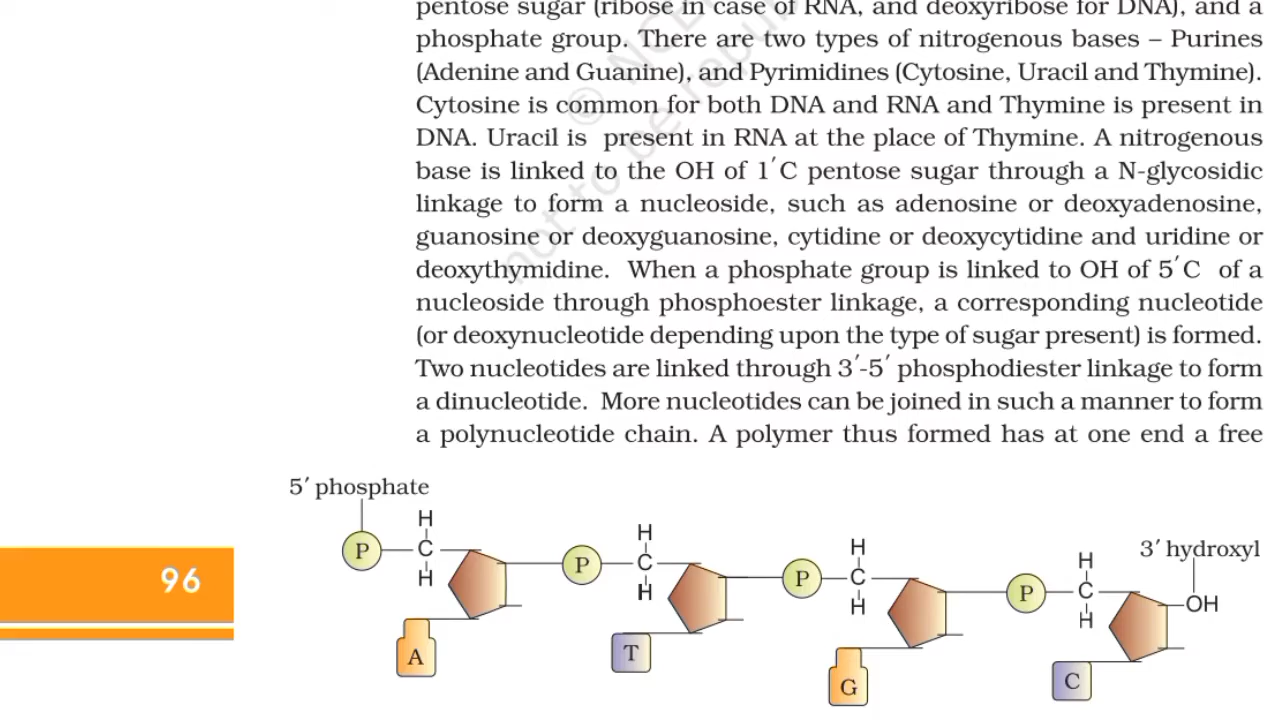 pentose sugar (ribose in case of RNA, and deoxyribose for DNA), and a
phosphate group. There are two types of nitrogenous bases – Purines
(Adenine and Guanine), and Pyrimidines (Cytosine, Uracil and Thymine).
Cytosine is common for both DNA and RNA and Thymine is present in
DNA. Uracil is present in RNA at the place of Thymine. A nitrogenous
base is linked to the OH of 1′C pentose sugar through a N-glycosidic
linkage to form a nucleoside, such as adenosine or deoxyadenosine,
guanosine or deoxyguanosine, cytidine or deoxycytidine and uridine or
deoxythymidine. When a phosphate group is linked to OH of 5′C of a
nucleoside through phosphoester linkage, a corresponding nucleotide
(or deoxynucleotide depending upon the type of sugar present) is formed.
Two nucleotides are linked through 3′-5′ phosphodiester linkage to form
a dinucleotide. More nucleotides can be joined in such a manner to form
a polynucleotide chain. A polymer thus formed has at one end a free
© NCE
not to be repu
5′ phosphate
H H H H
3′ hydroxyl
P C P C P C P C OH
H H H H
96
A T G C